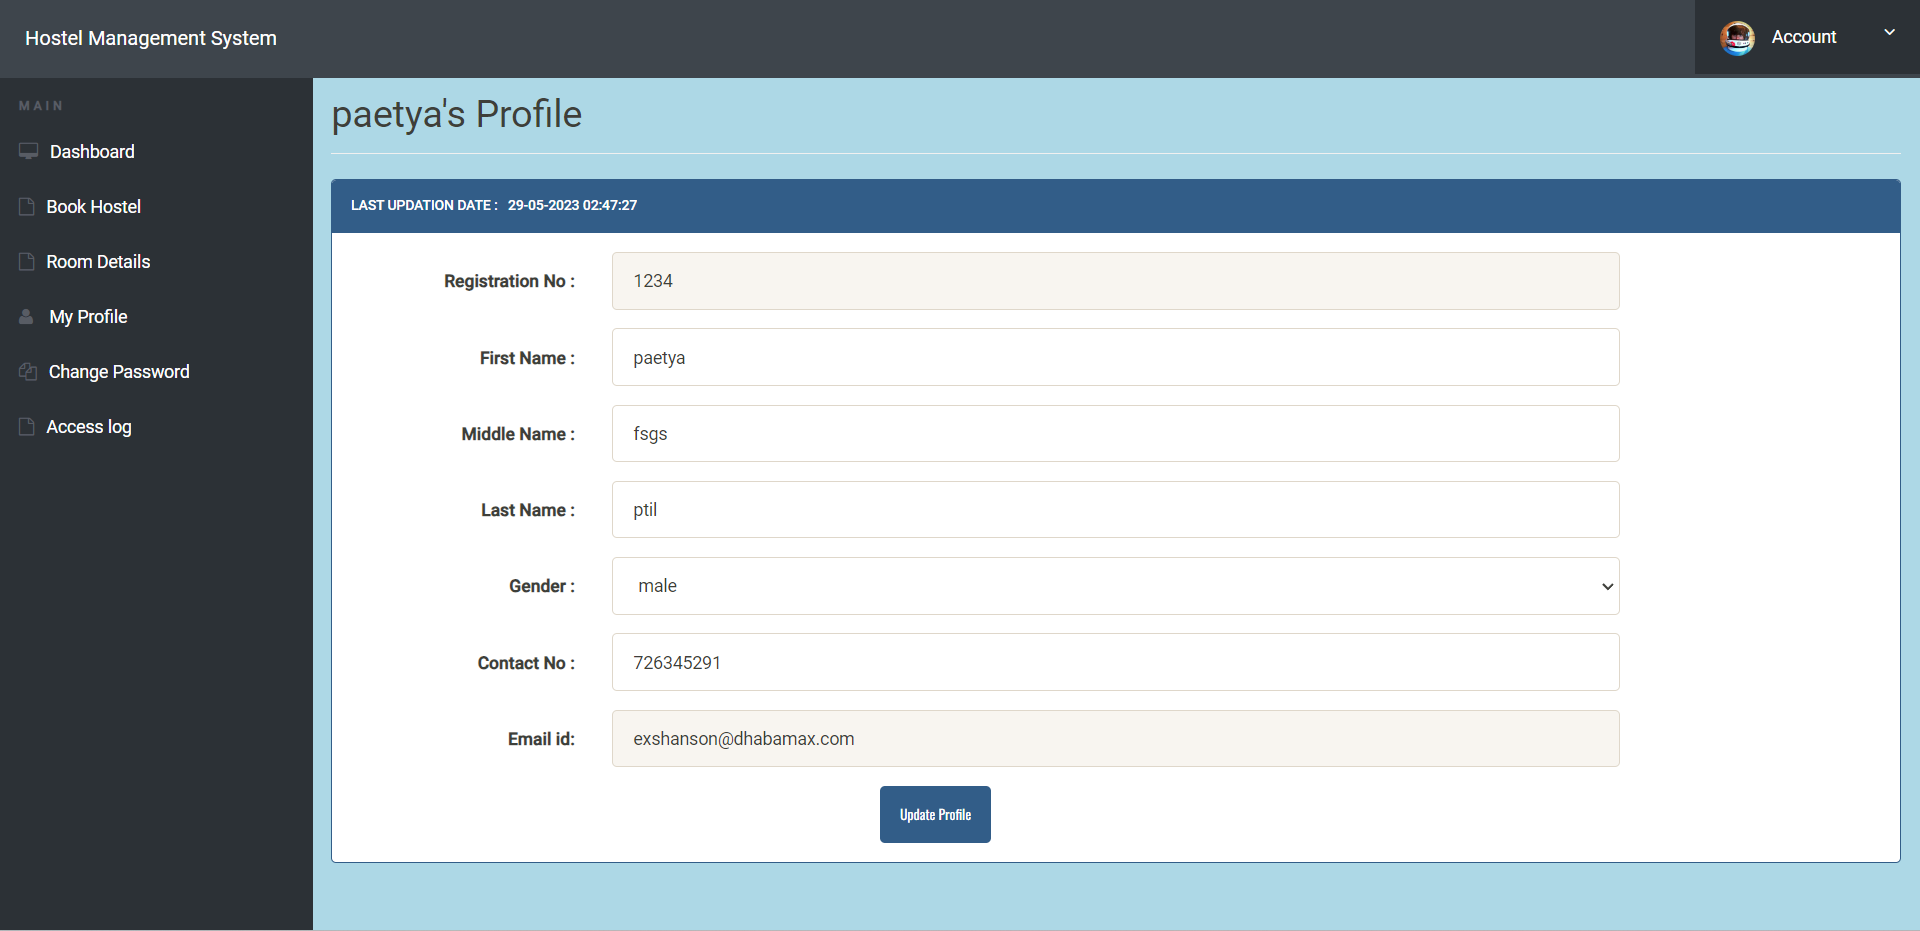 Hostel Management System
Account
MAIN
Dashboard
Book Hostel
Room Details
My Profile
Change Password
Access log
paetya's Profile
LAST UPDATION DATE : 29-05-2023 02:47:27
Registration No : 1234
First Name : paetya
Middle Name : fsgs
Last Name : ptil
Gender : male
Contact No : 726345291
Email id: exshanson@dhabamax.com
Update Profile